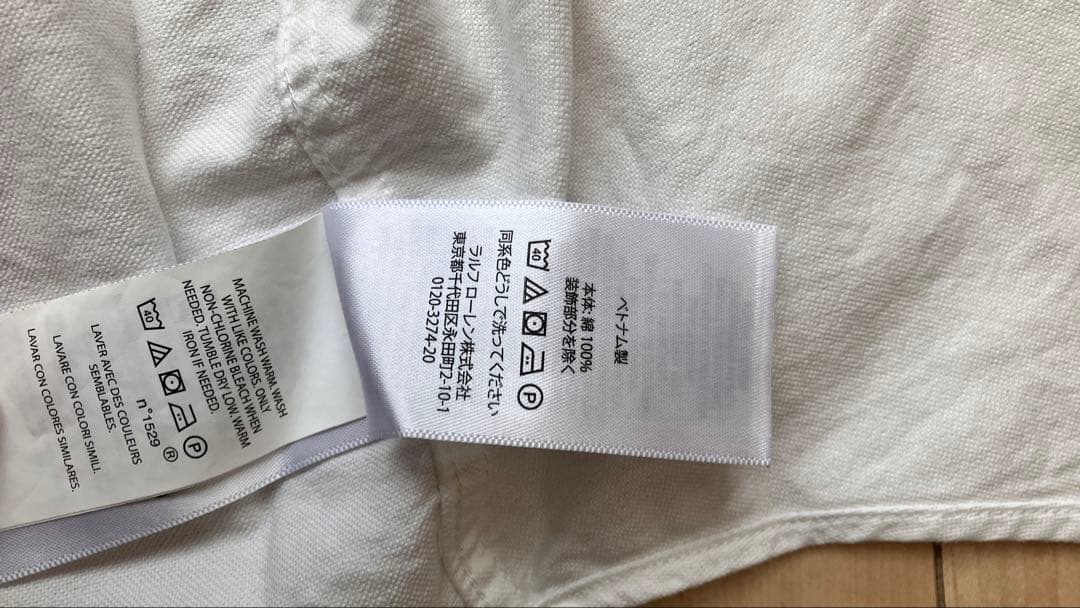 MACHINE WASH WARM. WASH
WITH LIKE COLORS. ONLY
NON-CHLORINE BLEACH WHEN
NEEDED. TUMBLE DRY LOW. WARM
IRON IF NEEDED.
40
P
n°1529 ®
LAVER AVEC DES COULEURS
SEMBLABLES.
LAVARE CON COLORI SIMILI.
LAVAR CON COLORES SIMILARES.
ベトナム製
本体: 綿 100%
装飾部分を除く
40
P
同系色どうしで洗ってください
ラルフ ローレン株式会社
東京都千代田区永田町2-10-1
0120-3274-20